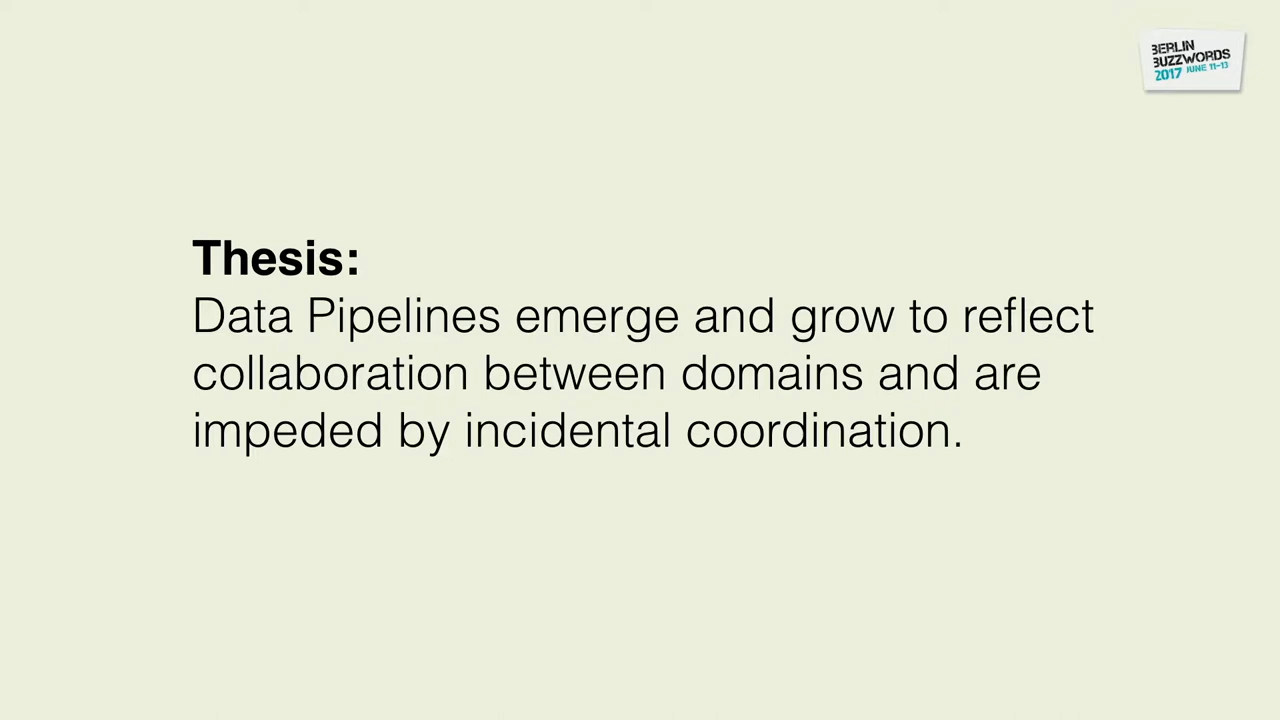 BERLIN
BUZZWORDS
2017 JUNE 11-13
Thesis:
Data Pipelines emerge and grow to reflect
collaboration between domains and are
impeded by incidental coordination.